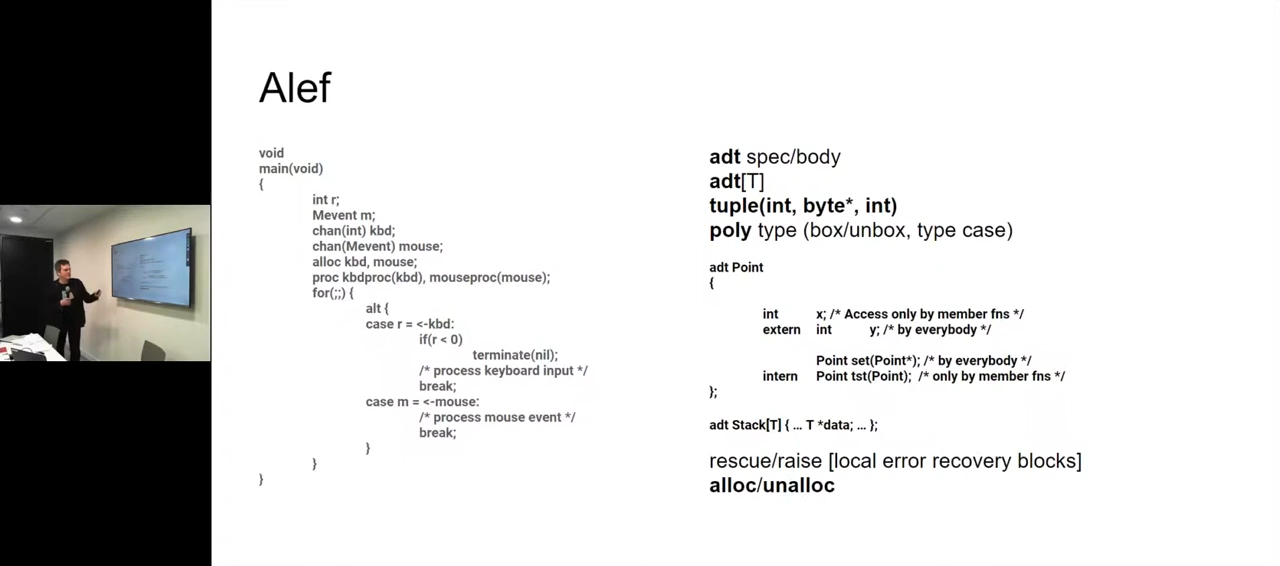 Alef
void
main(void)
{
int r;
Mevent m;
chan(int) kbd;
chan(Mevent) mouse;
alloc kbd, mouse;
proc kbdproc(kbd), mouseproc(mouse);
for(;;) {
alt {
case r = <-kbd:
if(r < 0)
terminate(nil);
/* process keyboard input */
break;
case m = <-mouse:
/* process mouse event */
break;
}
}
}
adt spec/body
adt[T]
tuple(int, byte*, int)
poly type (box/unbox, type case)
adt Point
{
int x; /* Access only by member fns */
extern int y; /* by everybody */
Point set(Point*); /* by everybody */
intern Point tst(Point); /* only by member fns */
};
adt Stack[T] { ... T *data; ... };
rescue/raise [local error recovery blocks]
alloc/unalloc